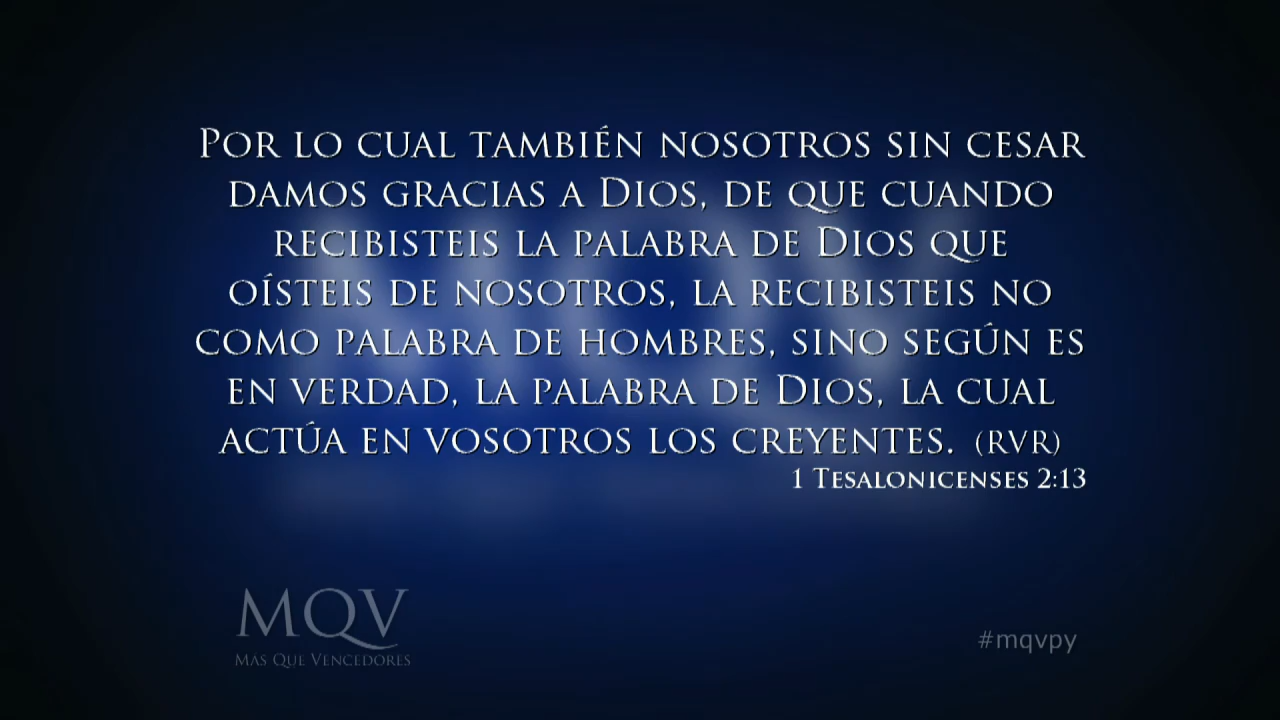 Por lo cual también nosotros sin cesar
damos gracias a Dios, de que cuando
recibisteis la palabra de Dios que
oísteis de nosotros, la recibisteis no
como palabra de hombres, sino según es
en verdad, la palabra de Dios, la cual
actúa en vosotros los creyentes. (RVR)
1 Tesalonicenses 2:13
MQV
Mas Que Vencedores
#mqvpy